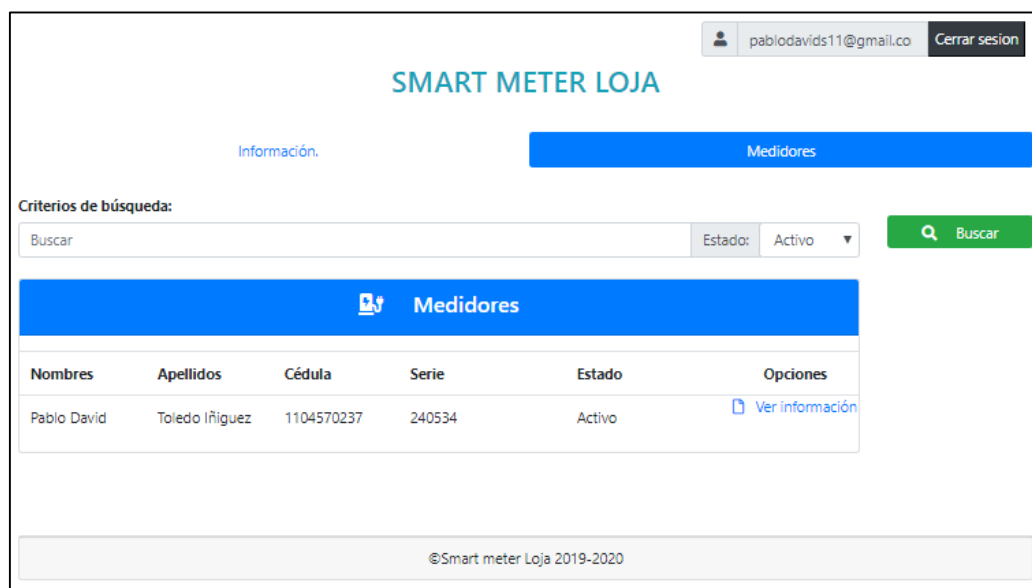 pablodavids11@gmail.co Cerrar sesion
SMART METER LOJA
Información. Medidores
Criterios de búsqueda:
Buscar Estado: Activo Buscar
Medidores
Nombres Apellidos Cédula Serie Estado Opciones
Pablo David Toledo Iñiguez 1104570237 240534 Activo Ver información
©Smart meter Loja 2019-2020